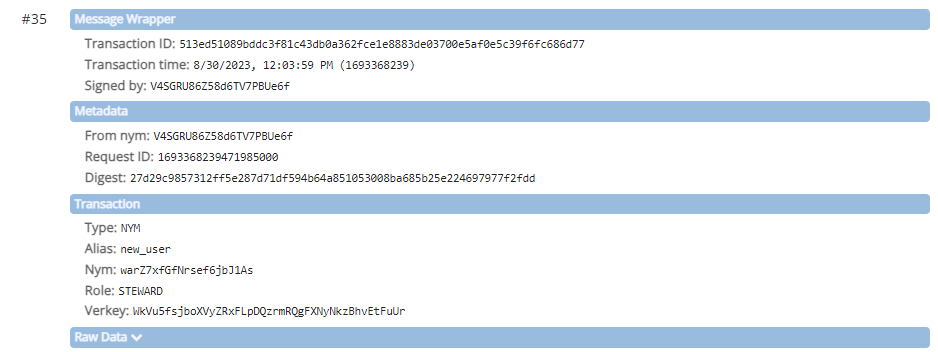 #35
Message Wrapper
Transaction ID: 513ed51089bddc3f81c43db0a362fce1e8883de03700e5af0e5c39f6fc686d77
Transaction time: 8/30/2023, 12:03:59 PM (1693368239)
Signed by: V4SGRU86Z58d6TV7PBUe6f
Metadata
From nym: V4SGRU86Z58d6TV7PBUe6f
Request ID: 1693368239471985000
Digest: 27d29c9857312ff5e287d71df594b64a851053008ba685b25e224697977f2fdd
Transaction
Type: NYM
Alias: new_user
Nym: warZ7xfGfNrsef6jbJ1As
Role: STEWARD
Verkey: WkVu5fsjboXVyZRxFLpDQzrmRQgFXNyNkzBhvEtFuUr
Raw Data